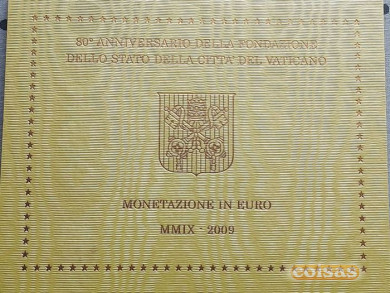 80° ANNIVERSARIO DELLA FONDAZIONE
DELLO STATO DELLA CITTA' DEL VATICANO
MONETAZIONE IN EURO
MMIX - 2009
coisas